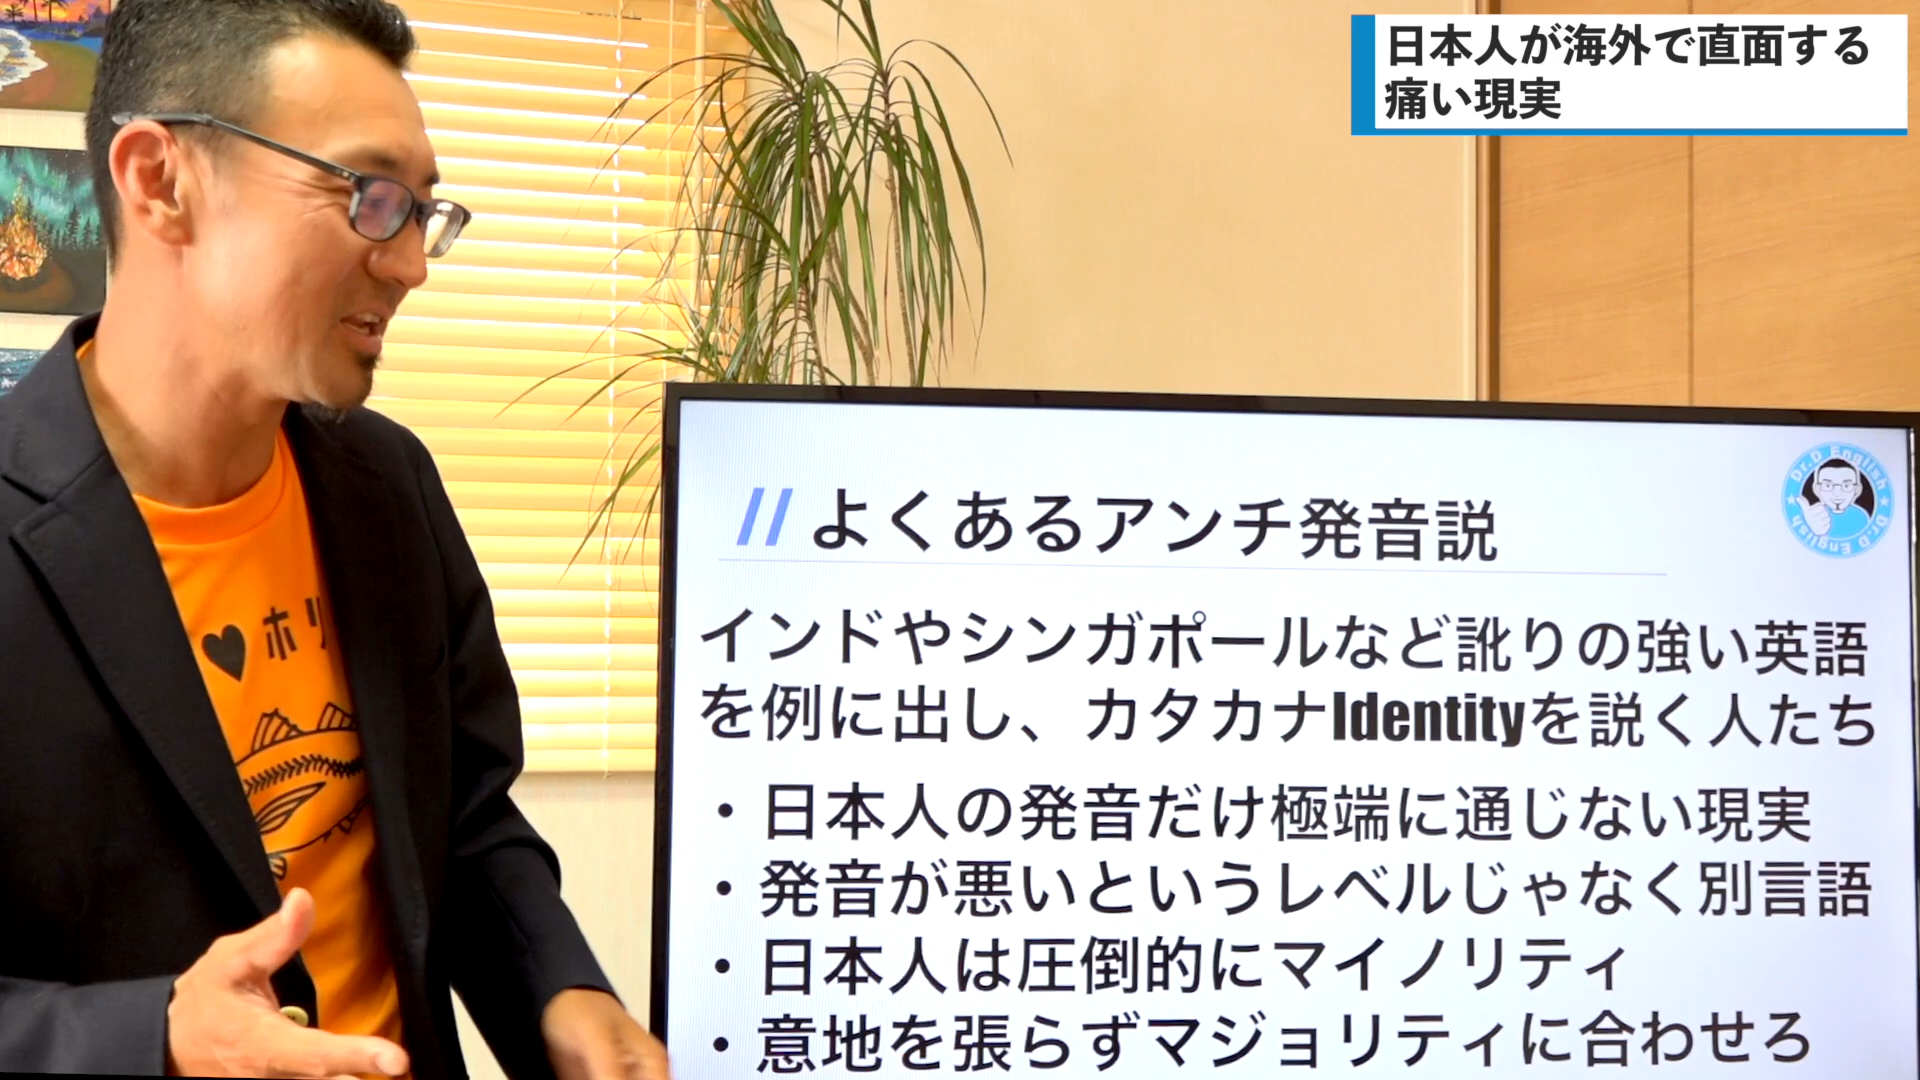 日本人が海外で直面する
痛い現実
Dr.D English
Dr.D English
// よくあるアンチ発音説
インドやシンガポールなど訛りの強い英語
を例に出し、カタカナIdentityを説く人たち
・日本人の発音だけ極端に通じない現実
・発音が悪いというレベルじゃなく別言語
・日本人は圧倒的にマイノリティ
・意地を張らずマジョリティに合わせろ
♥ホリ